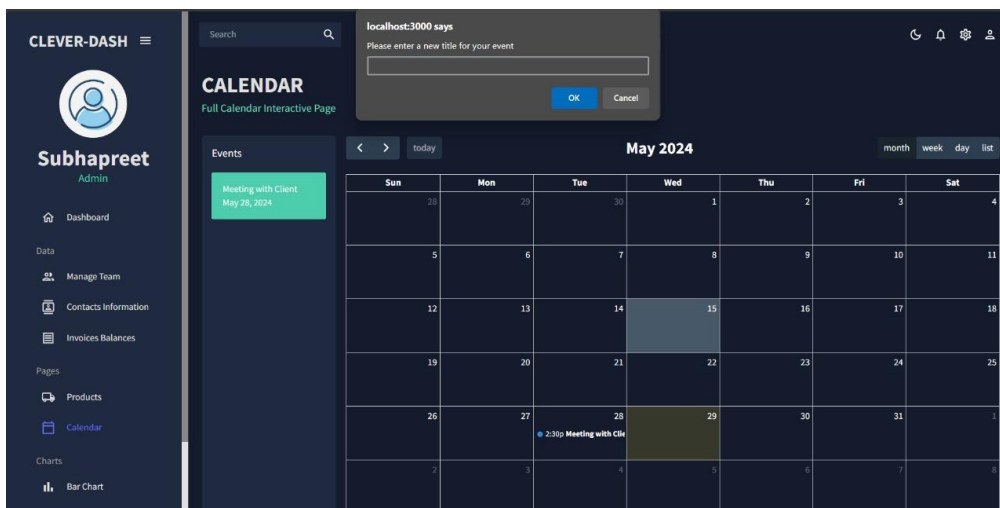 CLEVER-DASH
Subhapreet
Admin
Dashboard
Data
Manage Team
Contacts Information
Invoices Balances
Pages
Products
Calendar
Charts
Bar Chart
Search
localhost:3000 says
Please enter a new title for your event
OK Cancel
CALENDAR
Full Calendar Interactive Page
Events
Meeting with Client
May 28, 2024
today
May 2024
month week day list
Sun Mon Tue Wed Thu Fri Sat
28 29 30 1 2 3 4
5 6 7 8 9 10 11
12 13 14 15 16 17 18
19 20 21 22 23 24 25
26 27 28 29 30 31 1
2:30p Meeting with Clie
2 3 4 5 6 7 8